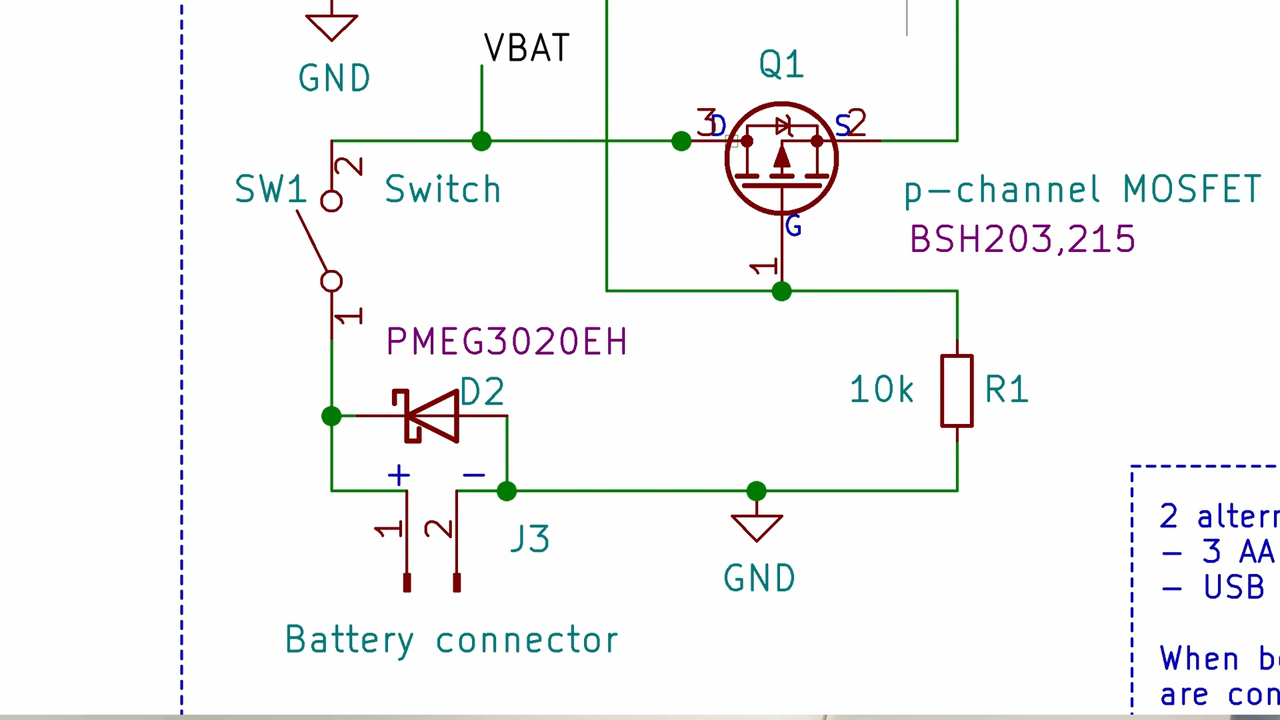 GND
VBAT
Q1
3
D
S
2
2
SW1
Switch
p-channel MOSFET
G
BSH203,215
1
1
PMEG3020EH
D2
10k
R1
+
-
1
2
J3
GND
Battery connector
2 altern
- 3 AA
- USB
When b
are con